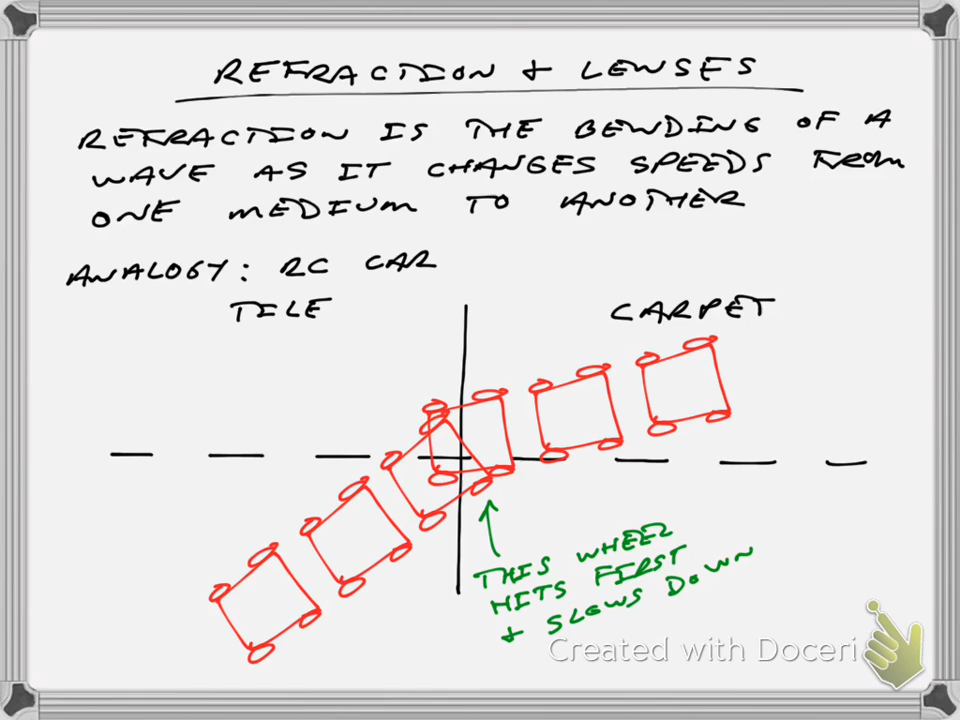 REFRACTION + LENSES
REFRACTION IS THE BENDING OF A
WAVE AS IT CHANGES SPEEDS FROM
ONE MEDIUM TO ANOTHER
ANALOGY: RC CAR
TILE
CARPET
THIS WHEEL
HITS FIRST
+ SLOWS DOWN
Created with Doceri